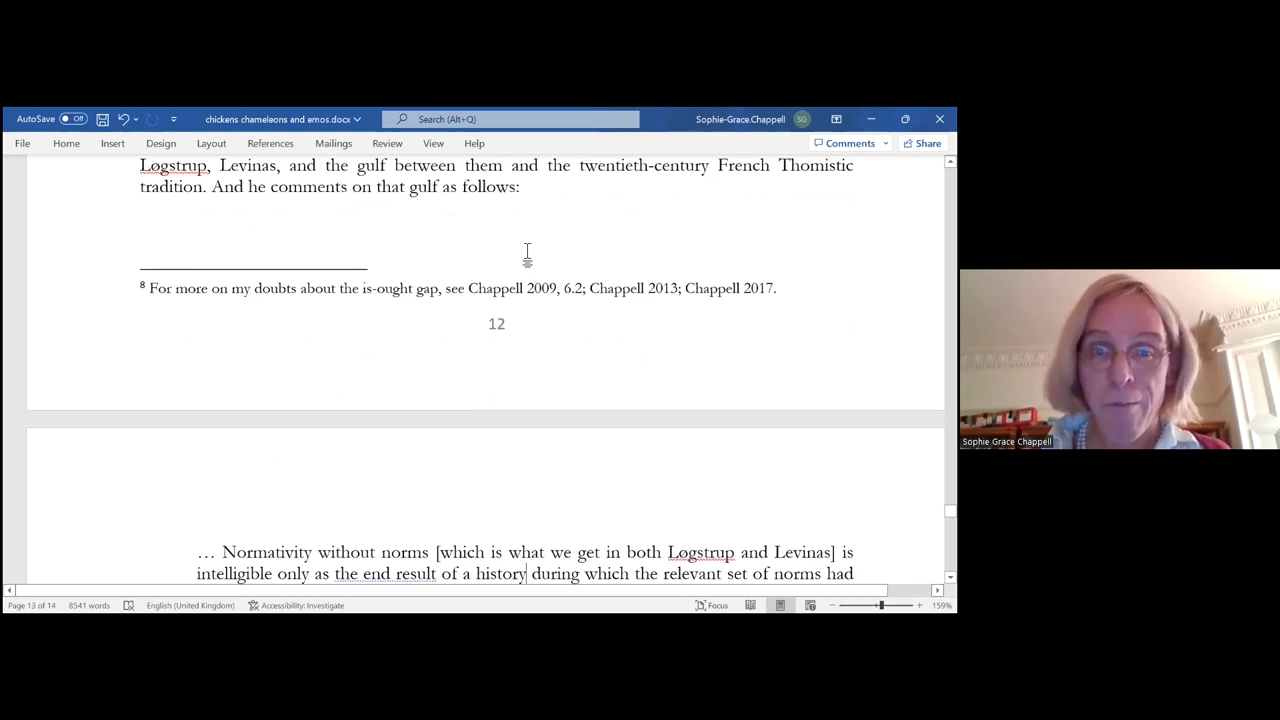 AutoSave Off
chickens chameleons and emos.docx
Search (Alt+Q)
Sophie-Grace.Chappell SG
File Home Insert Draw Design Layout References Mailings Review View Help
Comments Share
Løgstrup, Levinas, and the gulf between them and the twentieth-century French Thomistic
tradition. And he comments on that gulf as follows:
8 For more on my doubts about the is-ought gap, see Chappell 2009, 6.2; Chappell 2013; Chappell 2017.
12
… Normativity without norms [which is what we get in both Løgstrup and Levinas] is
intelligible only as the end result of a history during which the relevant set of norms had
Page 13 of 14 8541 words English (United Kingdom) Accessibility: Investigate Focus 159%
Sophie Grace Chappell